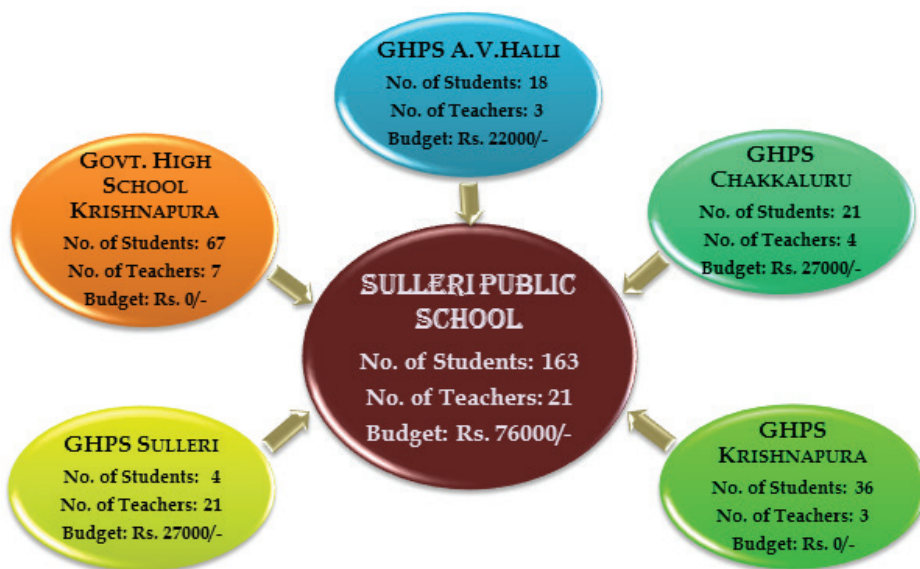 GHPS A.V.HALLI
No. of Students: 18
No. of Teachers: 3
Budget: Rs. 22000/-
GOVT. HIGH
SCHOOL
KRISHNAPURA
No. of Students: 67
No. of Teachers: 7
Budget: Rs. 0/-
GHPS
CHAKKALURU
No. of Students: 21
No. of Teachers: 4
Budget: Rs. 27000/-
SULLERI PUBLIC
SCHOOL
No. of Students: 163
No. of Teachers: 21
Budget: Rs. 76000/-
GHPS SULLERI
No. of Students: 4
No. of Teachers: 21
Budget: Rs. 27000/-
GHPS
KRISHNAPURA
No. of Students: 36
No. of Teachers: 3
Budget: Rs. 0/-